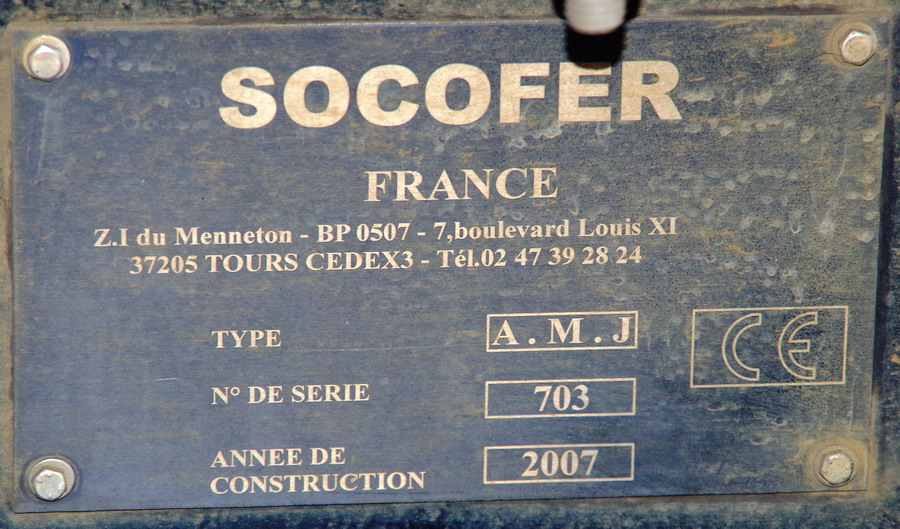 SOCOFER
FRANCE
Z.I du Menneton - BP 0507 - 7,boulevard Louis XI
37205 TOURS CEDEX3 - Tél.02 47 39 28 24
TYPE A.M.J
CE
N° DE SERIE 703
ANNEE DE
CONSTRUCTION 2007